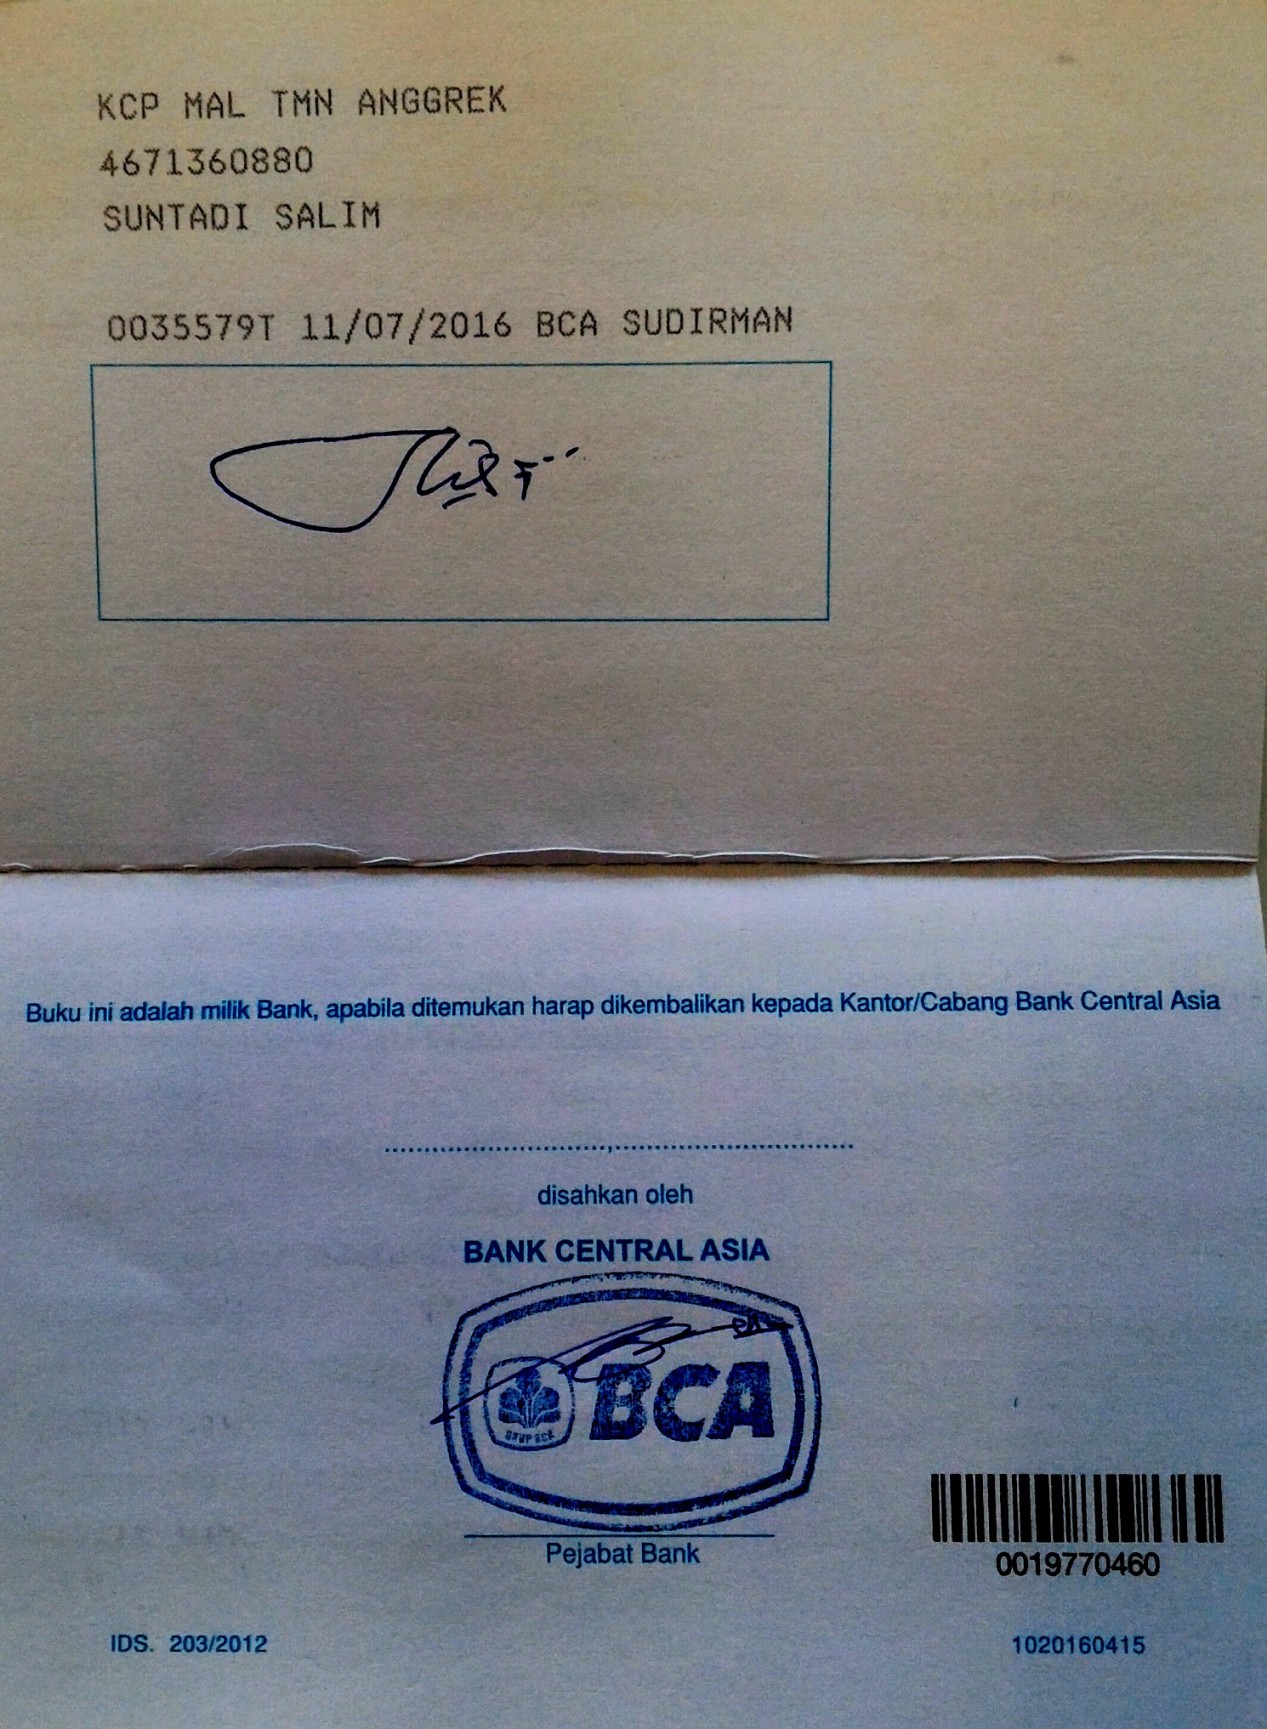 KCP MAL TMN ANGGREK
4671360880
SUNTADI SALIM
0035579T 11/07/2016 BCA SUDIRMAN
Buku ini adalah milik Bank, apabila ditemukan harap dikembalikan kepada Kantor/Cabang Bank Central Asia
disahkan oleh
BANK CENTRAL ASIA
BCA
GRUP BCA
Pejabat Bank
0019770460
IDS. 203/2012
1020160415